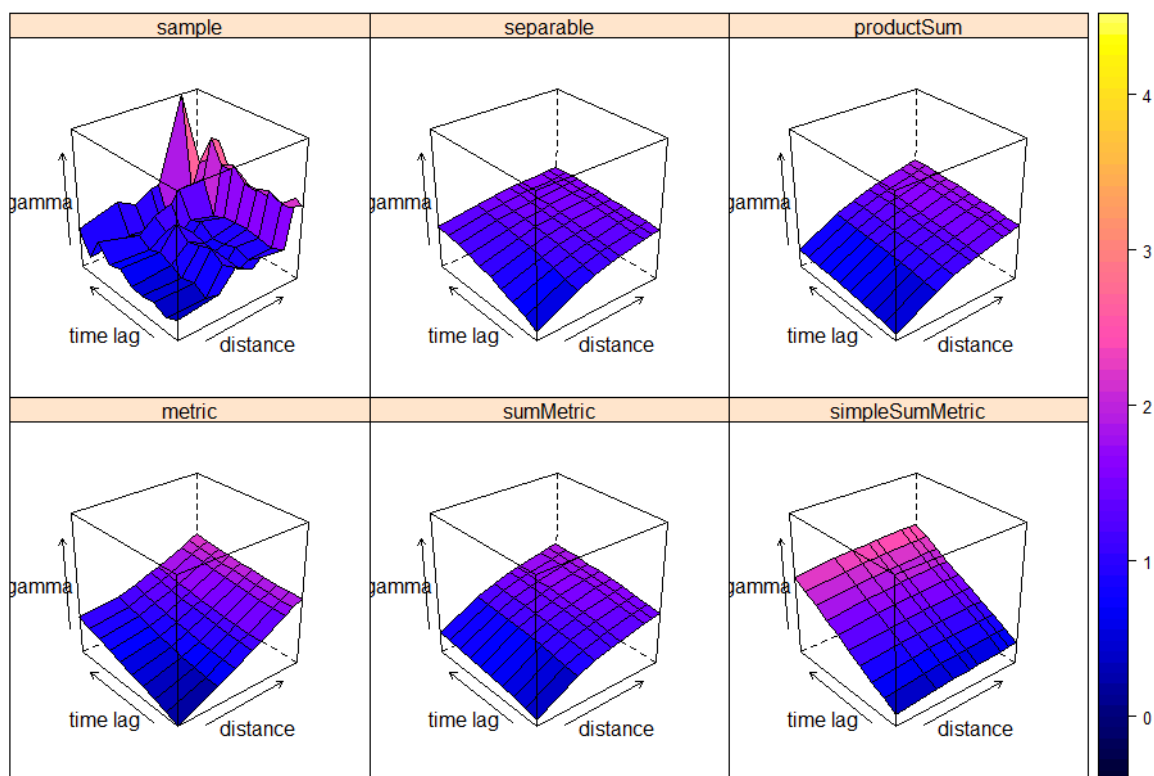 sample
separable
productSum
gamma
time lag
distance
gamma
time lag
distance
gamma
time lag
distance
metric
sumMetric
simpleSumMetric
gamma
time lag
distance
gamma
time lag
distance
gamma
time lag
distance
4
3
2
1
0